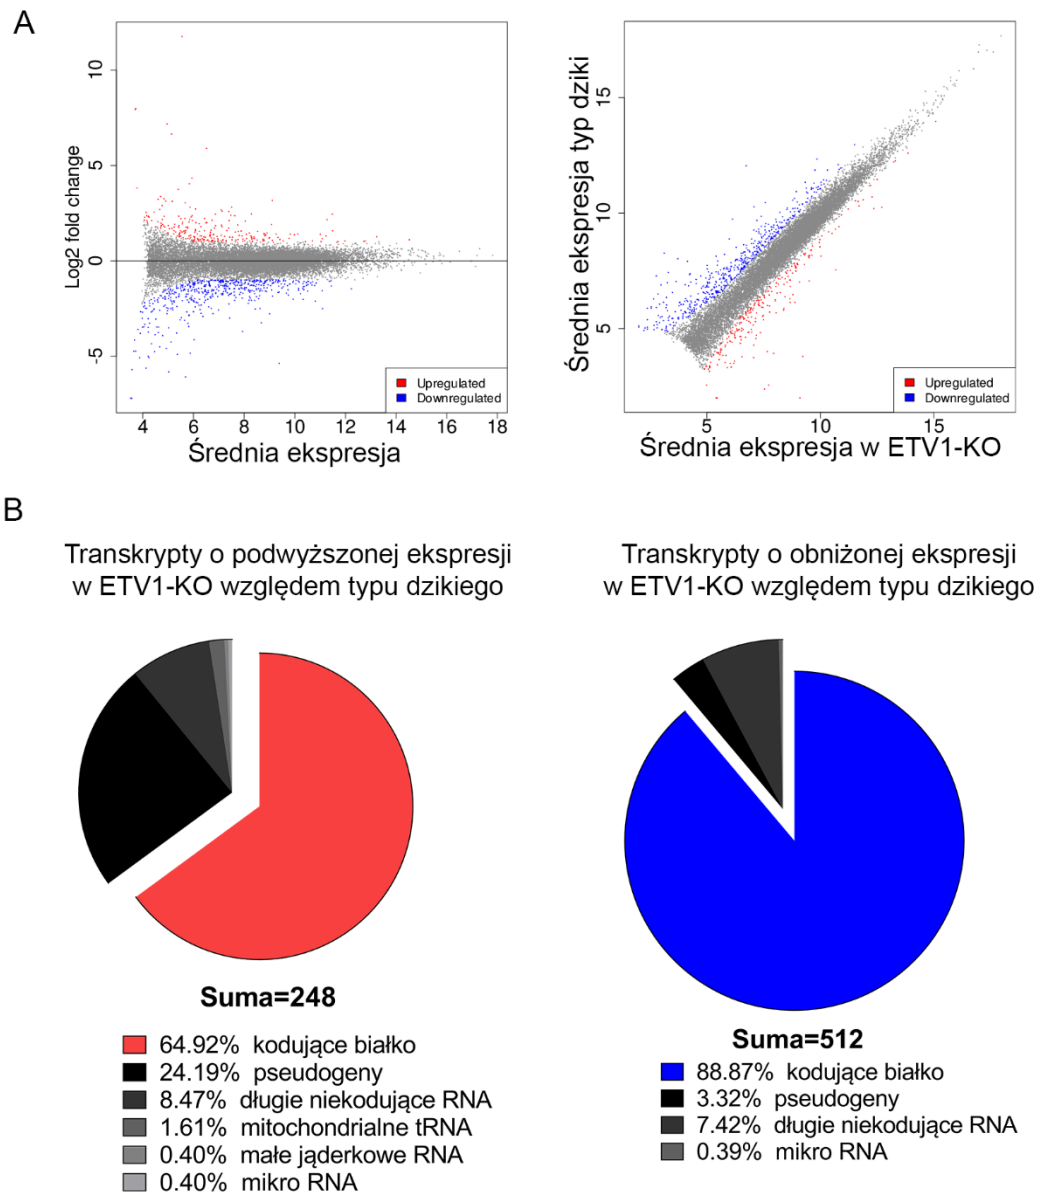 A
10
5
0
-5
Log2 fold change
Upregulated
Downregulated
4 6 8 10 12 14 16 18
Średnia ekspresja
15
10
5
Średnia ekspresja typ dziki
Upregulated
Downregulated
5 10 15
Średnia ekspresja w ETV1-KO
B
Transkrypty o podwyższonej ekspresji
w ETV1-KO względem typu dzikiego
Suma=248
64.92% kodujące białko
24.19% pseudogeny
8.47% długie niekodujące RNA
1.61% mitochondrialne tRNA
0.40% małe jąderkowe RNA
0.40% mikro RNA
Transkrypty o obniżonej ekspresji
w ETV1-KO względem typu dzikiego
Suma=512
88.87% kodujące białko
3.32% pseudogeny
7.42% długie niekodujące RNA
0.39% mikro RNA